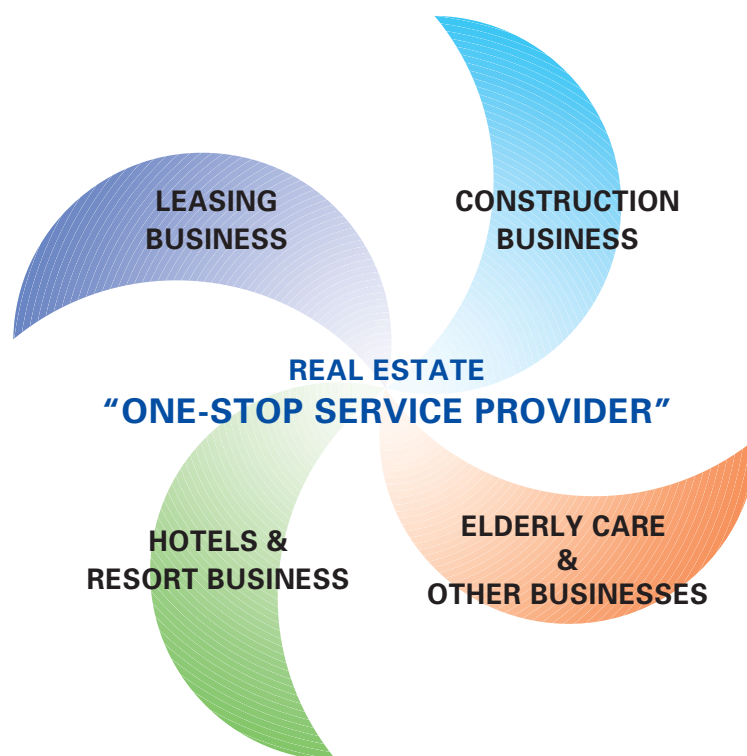 LEASING
BUSINESS
CONSTRUCTION
BUSINESS
REAL ESTATE
“ONE-STOP SERVICE PROVIDER”
HOTELS &
RESORT BUSINESS
ELDERLY CARE
&
OTHER BUSINESSES